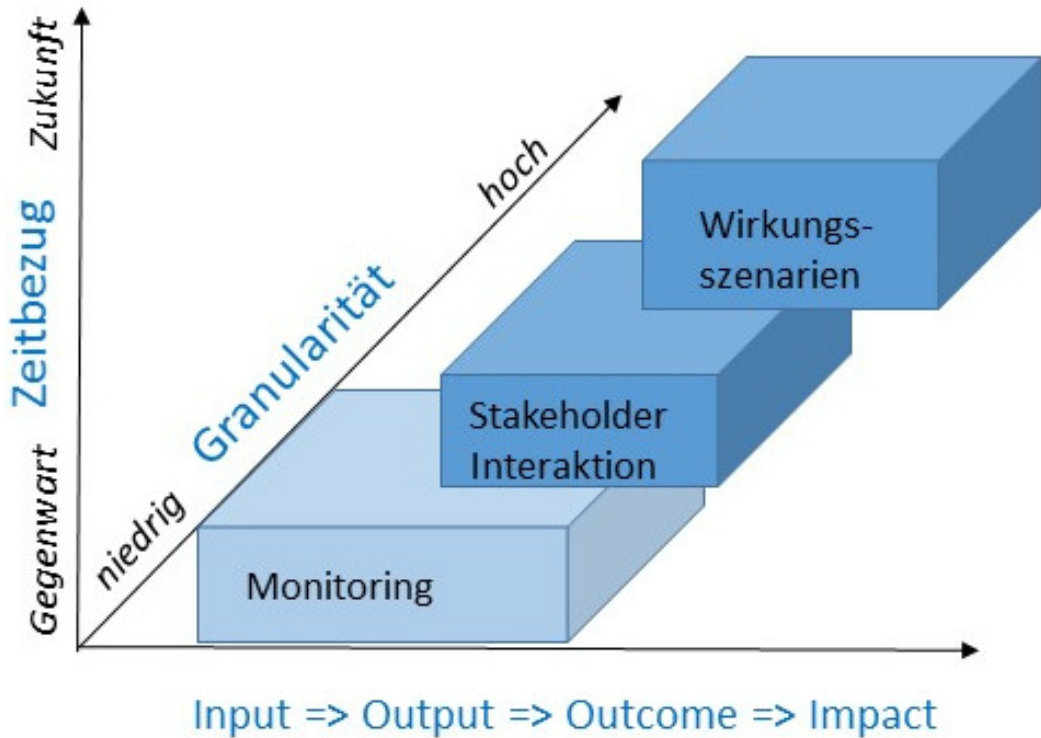 Zukunft
Zeitbezug
Gegenwart
niedrig
Granularität
hoch
Wirkungs-
szenarien
Stakeholder
Interaktion
Monitoring
Input => Output => Outcome => Impact